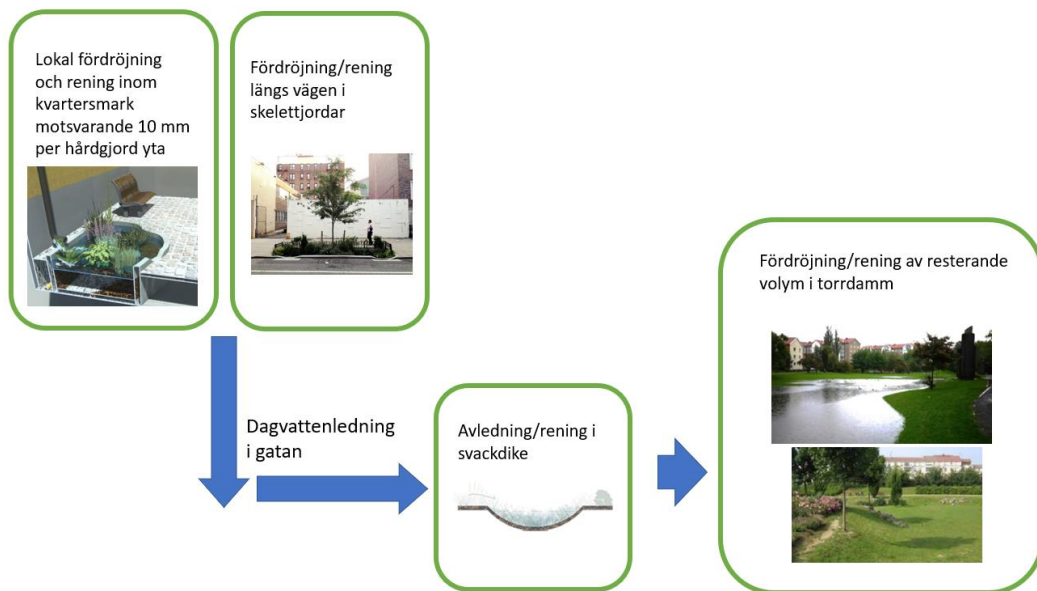 Lokal fördröjning
och rening inom
kvartersmark
motsvarande 10 mm
per hårdgjord yta
Fördröjning/rening
längs vägen i
skelettjordar
Dagvattenledning
i gatan
Avledning/rening i
svackdike
Fördröjning/rening av resterande
volym i torrdamm